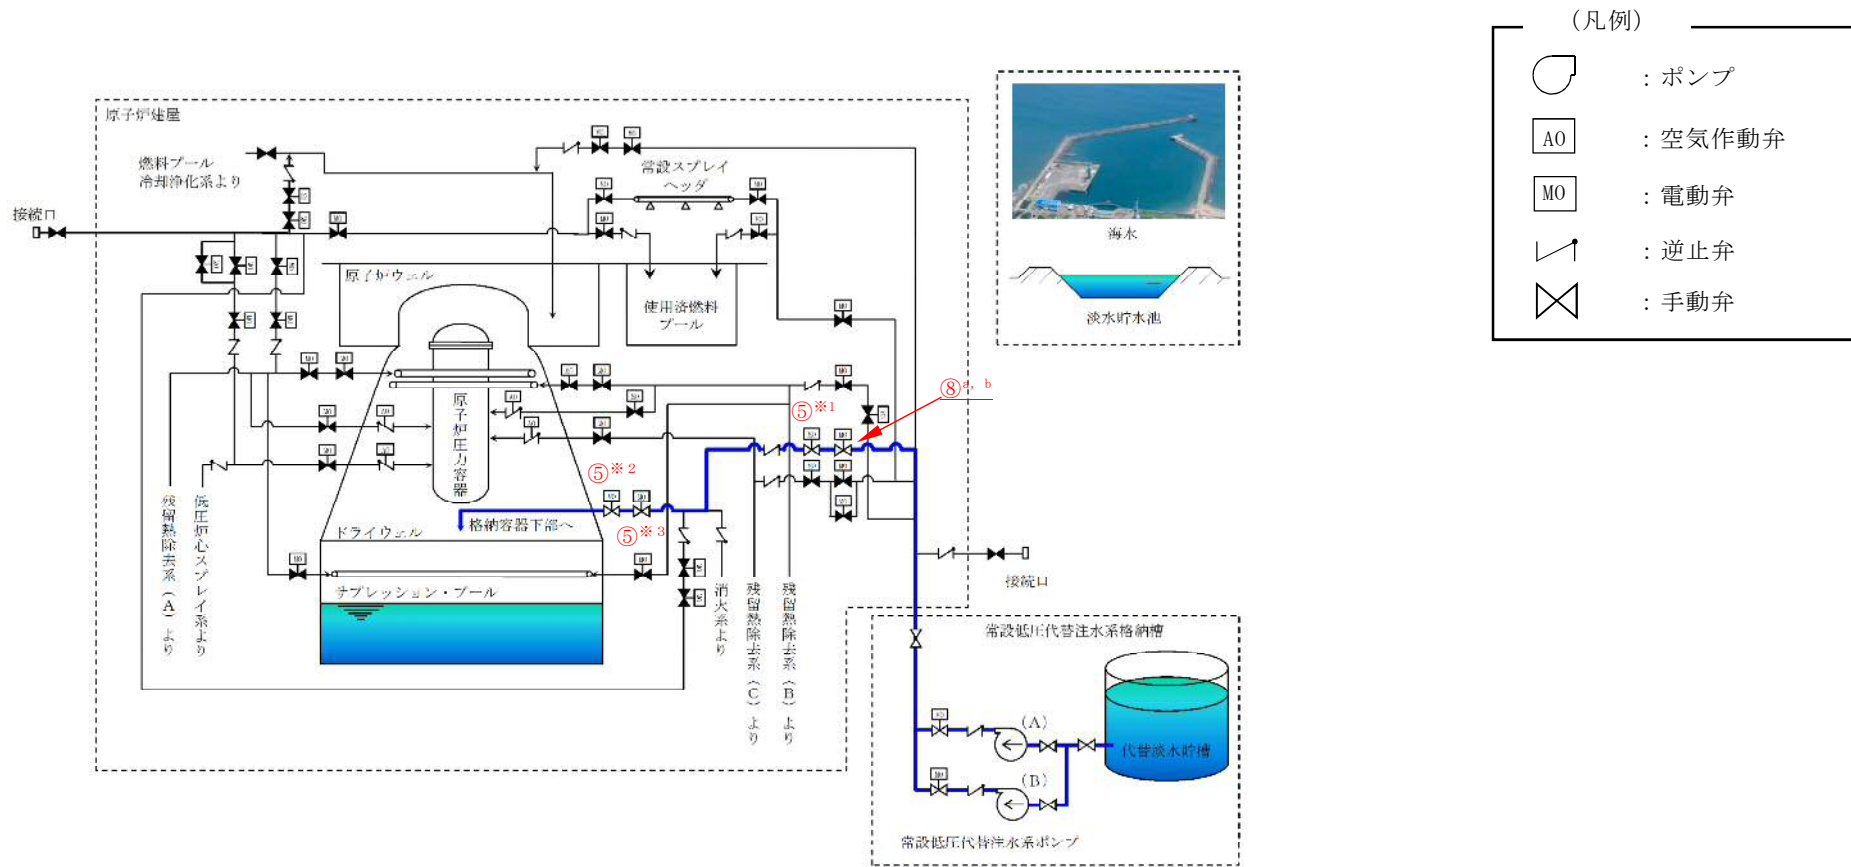 (凡例)
：ポンプ
AO
：空気作動弁
MO
：電動弁
：逆止弁
：手動弁
原子炉建屋
燃料プール
冷却浄化系より
接続口
常設スプレイ
ヘッダ
原子炉ウェル
使用済燃料
プール
海水
淡水貯水池
原子炉圧力容器
⑧a, b
⑤※1
⑤※2
⑤※3
格納容器下部へ
ドライウェル
サプレッション・プール
残留熱除去系（A）より
低圧炉心スプレイ系より
消火系より
残留熱除去系（C）より
残留熱除去系（B）より
接続口
常設低圧代替注水系格納槽
(A)
代替淡水貯槽
(B)
常設低圧代替注水系ポンプ